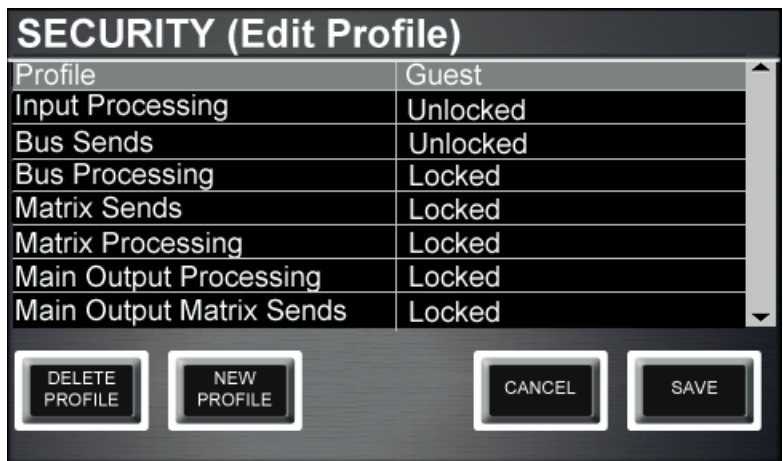 SECURITY (Edit Profile)
Profile Guest
Input Processing Unlocked
Bus Sends Unlocked
Bus Processing Locked
Matrix Sends Locked
Matrix Processing Locked
Main Output Processing Locked
Main Output Matrix Sends Locked
DELETE PROFILE NEW PROFILE CANCEL SAVE